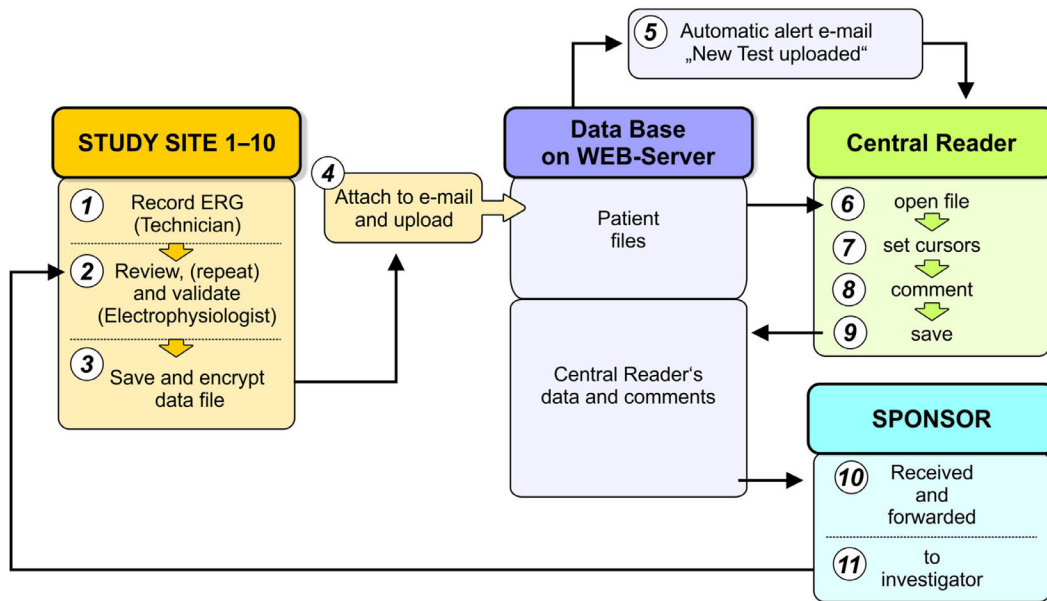 5 Automatic alert e-mail
„New Test uploaded“
STUDY SITE 1–10
1 Record ERG
(Technician)
2 Review, (repeat)
and validate
(Electrophysiologist)
3 Save and encrypt
data file
4 Attach to e-mail
and upload
Data Base
on WEB-Server
Patient
files
Central Reader‘s
data and comments
Central Reader
6 open file
7 set cursors
8 comment
9 save
SPONSOR
10 Received
and
forwarded
11 to
investigator